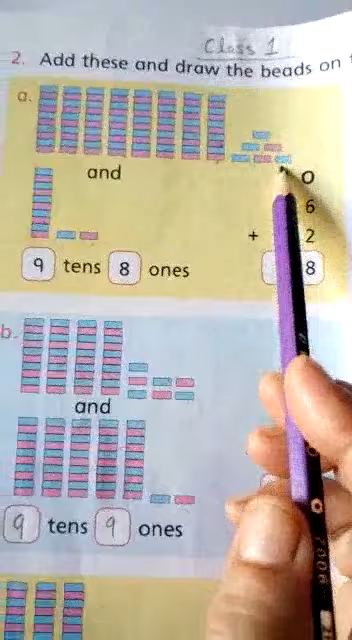 Class 1
2. Add these and draw the beads on
a.
and
0
6
+ 2
8
9 tens 8 ones
b.
and
9 tens 9 ones